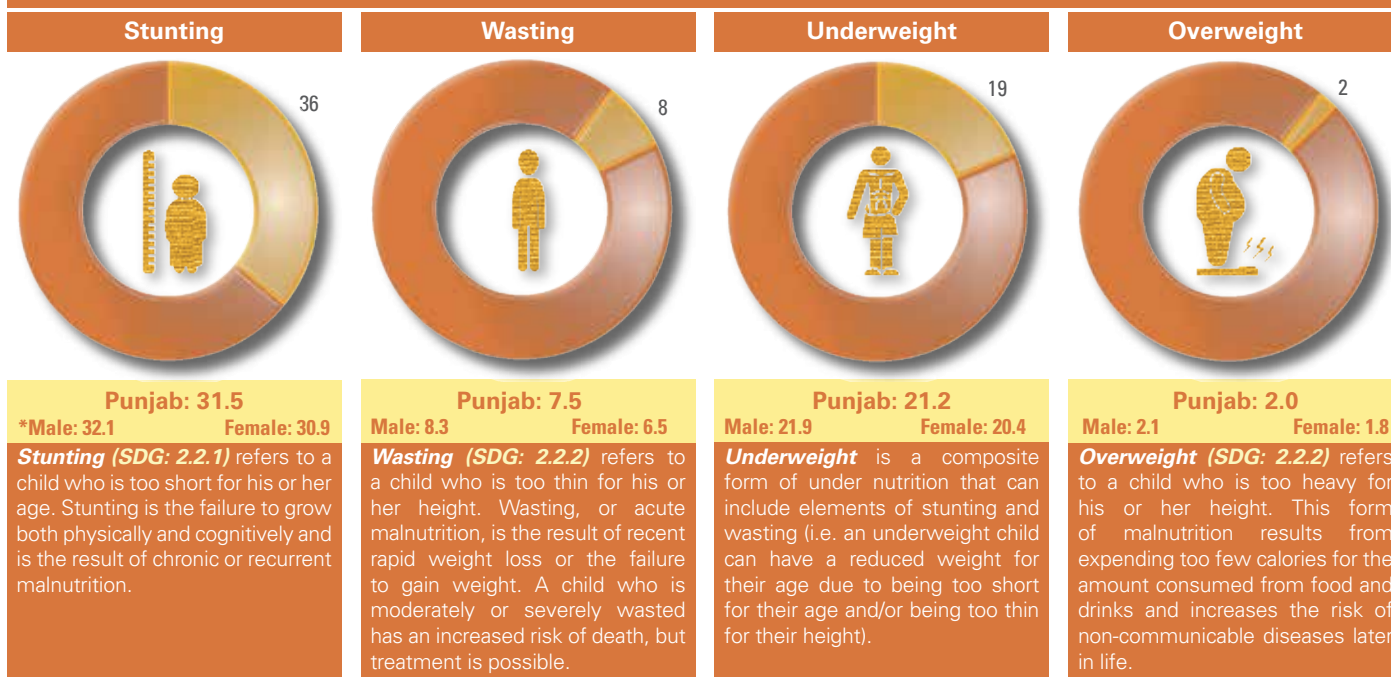 Stunting
36
Punjab: 31.5
*Male: 32.1 Female: 30.9
Stunting (SDG: 2.2.1) refers to a
child who is too short for his or her
age. Stunting is the failure to grow
both physically and cognitively and
is the result of chronic or recurrent
malnutrition.
Wasting
8
Punjab: 7.5
Male: 8.3 Female: 6.5
Wasting (SDG: 2.2.2) refers to
a child who is too thin for his or
her height. Wasting, or acute
malnutrition, is the result of recent
rapid weight loss or the failure
to gain weight. A child who is
moderately or severely wasted
has an increased risk of death, but
treatment is possible.
Underweight
19
Punjab: 21.2
Male: 21.9 Female: 20.4
Underweight is a composite
form of under nutrition that can
include elements of stunting and
wasting (i.e. an underweight child
can have a reduced weight for
their age due to being too short
for their age and/or being too thin
for their height).
Overweight
2
Punjab: 2.0
Male: 2.1 Female: 1.8
Overweight (SDG: 2.2.2) refers
to a child who is too heavy for
his or her height. This form
of malnutrition results from
expending too few calories for the
amount consumed from food and
drinks and increases the risk of
non-communicable diseases later
in life.